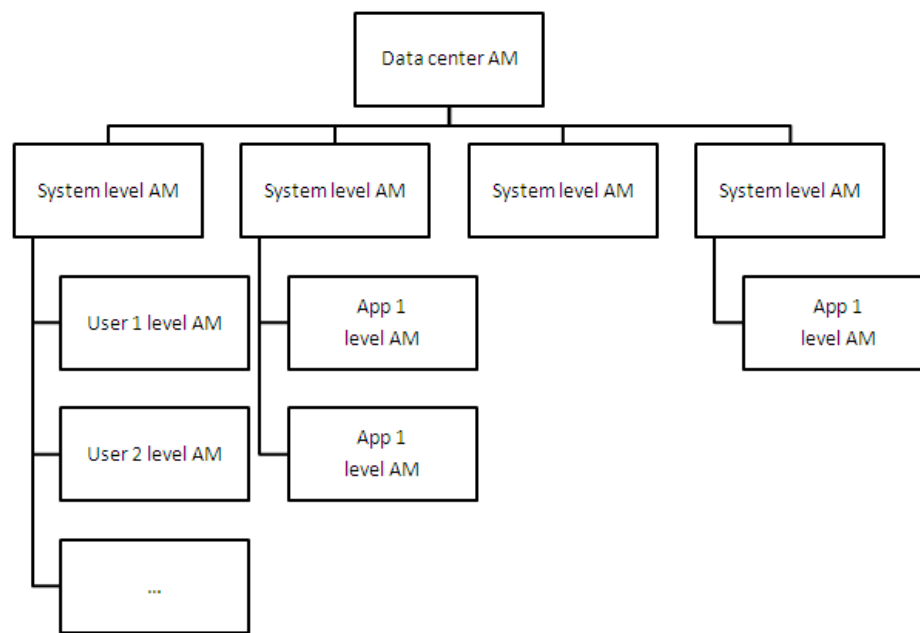 Data center AM
System level AM
System level AM
System level AM
System level AM
User 1 level AM
App 1
level AM
App 1
level AM
User 2 level AM
App 1
level AM
...